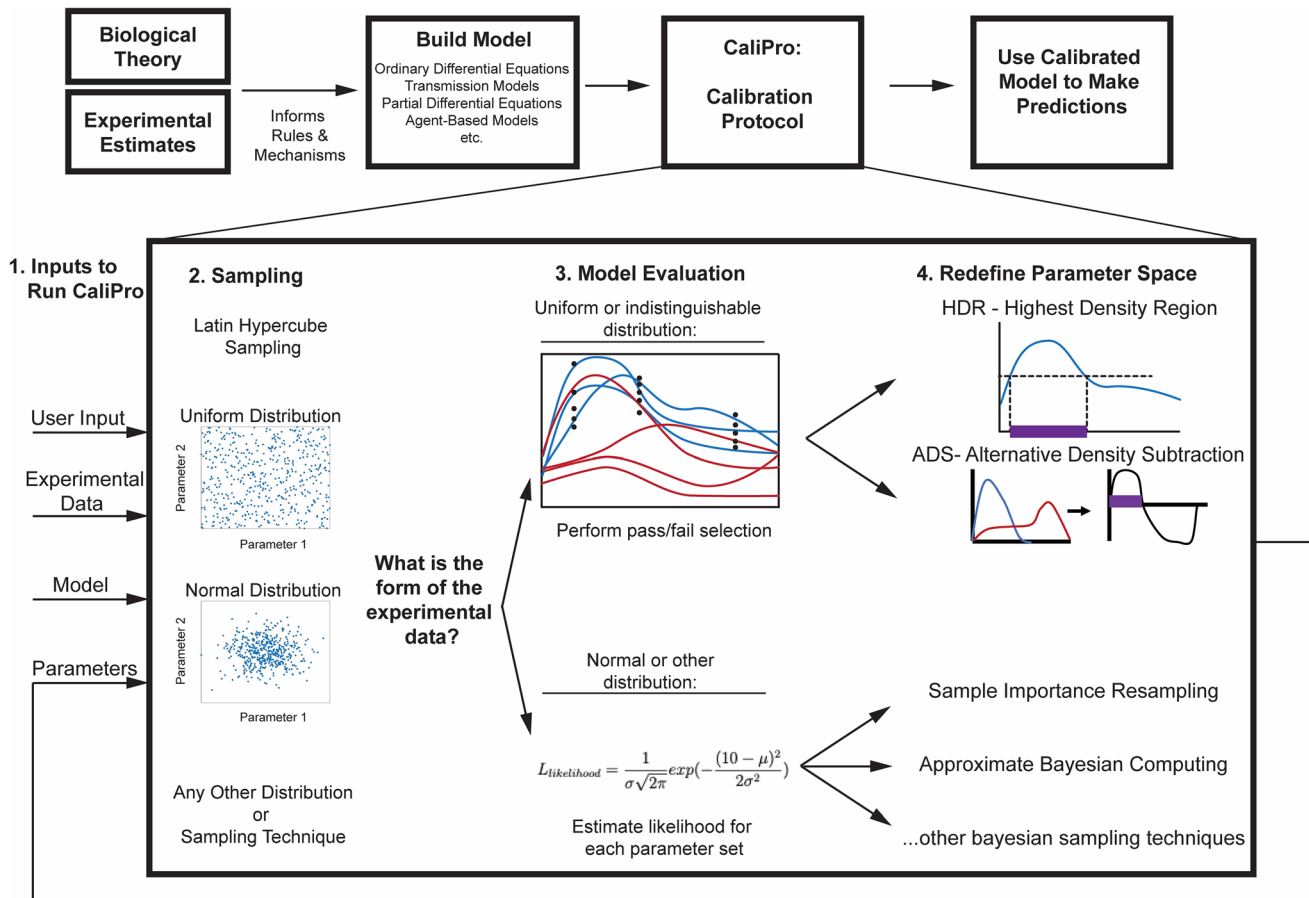 Biological
Theory
Experimental
Estimates
Informs
Rules &
Mechanisms
Build Model
Ordinary Differential Equations
Transmission Models
Partial Differential Equations
Agent-Based Models
etc.
CaliPro:
Calibration
Protocol
Use Calibrated
Model to Make
Predictions
1. Inputs to
Run CaliPro
User Input
Experimental
Data
Model
Parameters
2. Sampling
Latin Hypercube
Sampling
Uniform Distribution
Parameter 2
Parameter 1
Normal Distribution
Parameter 2
Parameter 1
Any Other Distribution
or
Sampling Technique
What is the
form of the
experimental
data?
3. Model Evaluation
Uniform or indistinguishable
distribution:
Perform pass/fail selection
Normal or other
distribution:
L_{likelihood} = \frac{1}{\sigma\sqrt{2\pi}} exp(-\frac{(10-\mu)^2}{2\sigma^2})
Estimate likelihood for
each parameter set
4. Redefine Parameter Space
HDR - Highest Density Region
ADS- Alternative Density Subtraction
Sample Importance Resampling
Approximate Bayesian Computing
...other bayesian sampling techniques